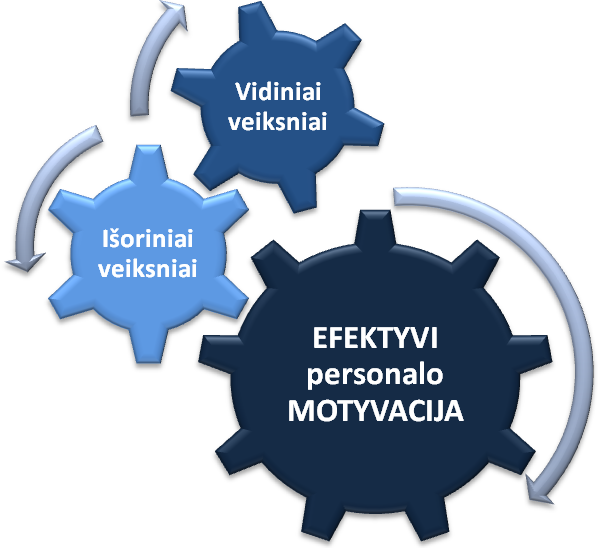 Vidiniai
veiksniai
Išoriniai
veiksniai
EFEKTYVI
personalo
MOTYVACIJA